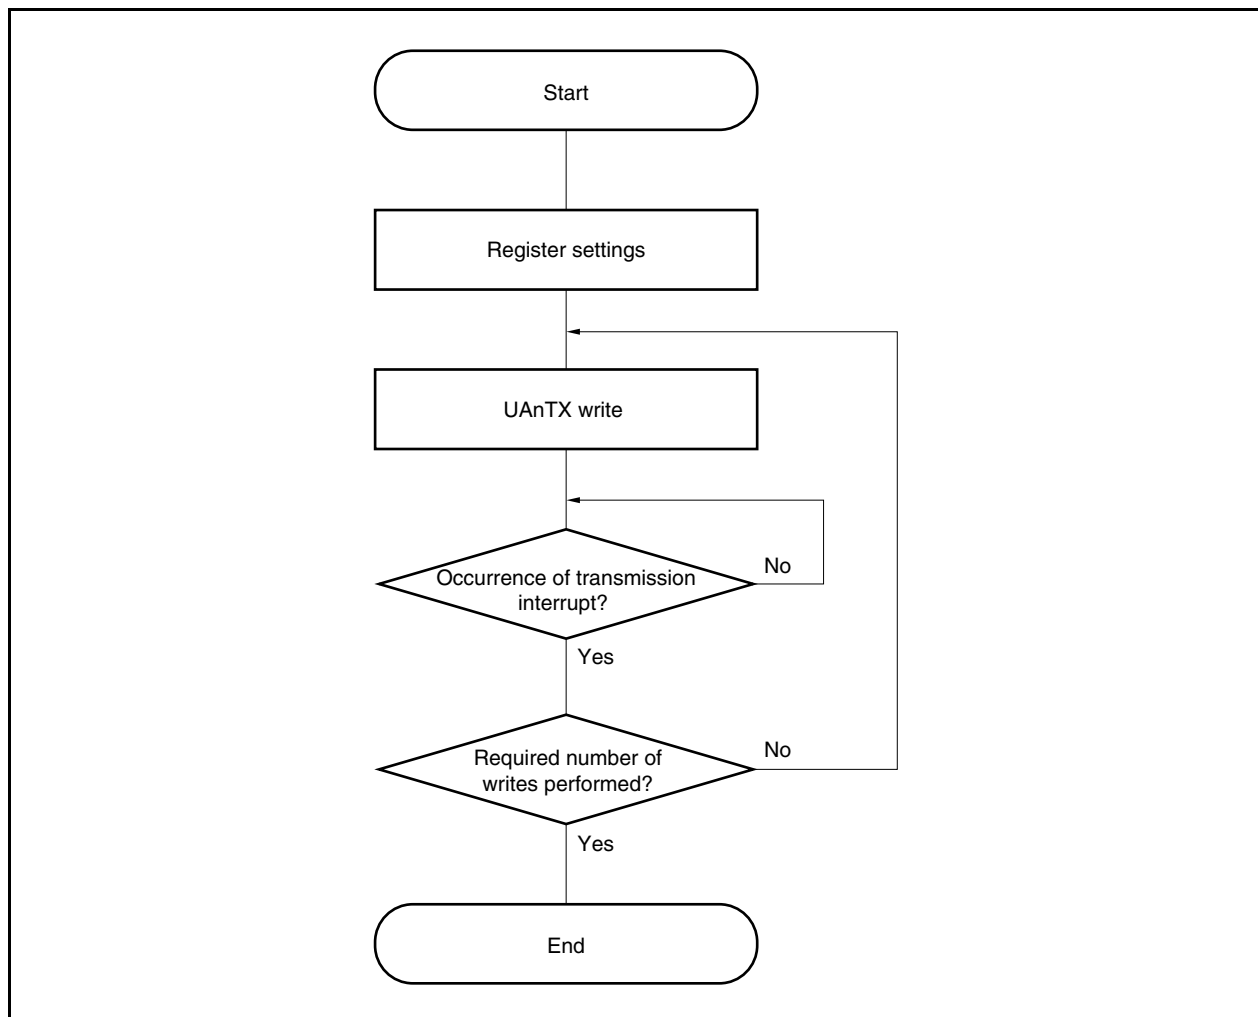 Start
Register settings
UAnTX write
No
Occurrence of transmission
interrupt?
Yes
No
Required number of
writes performed?
Yes
End